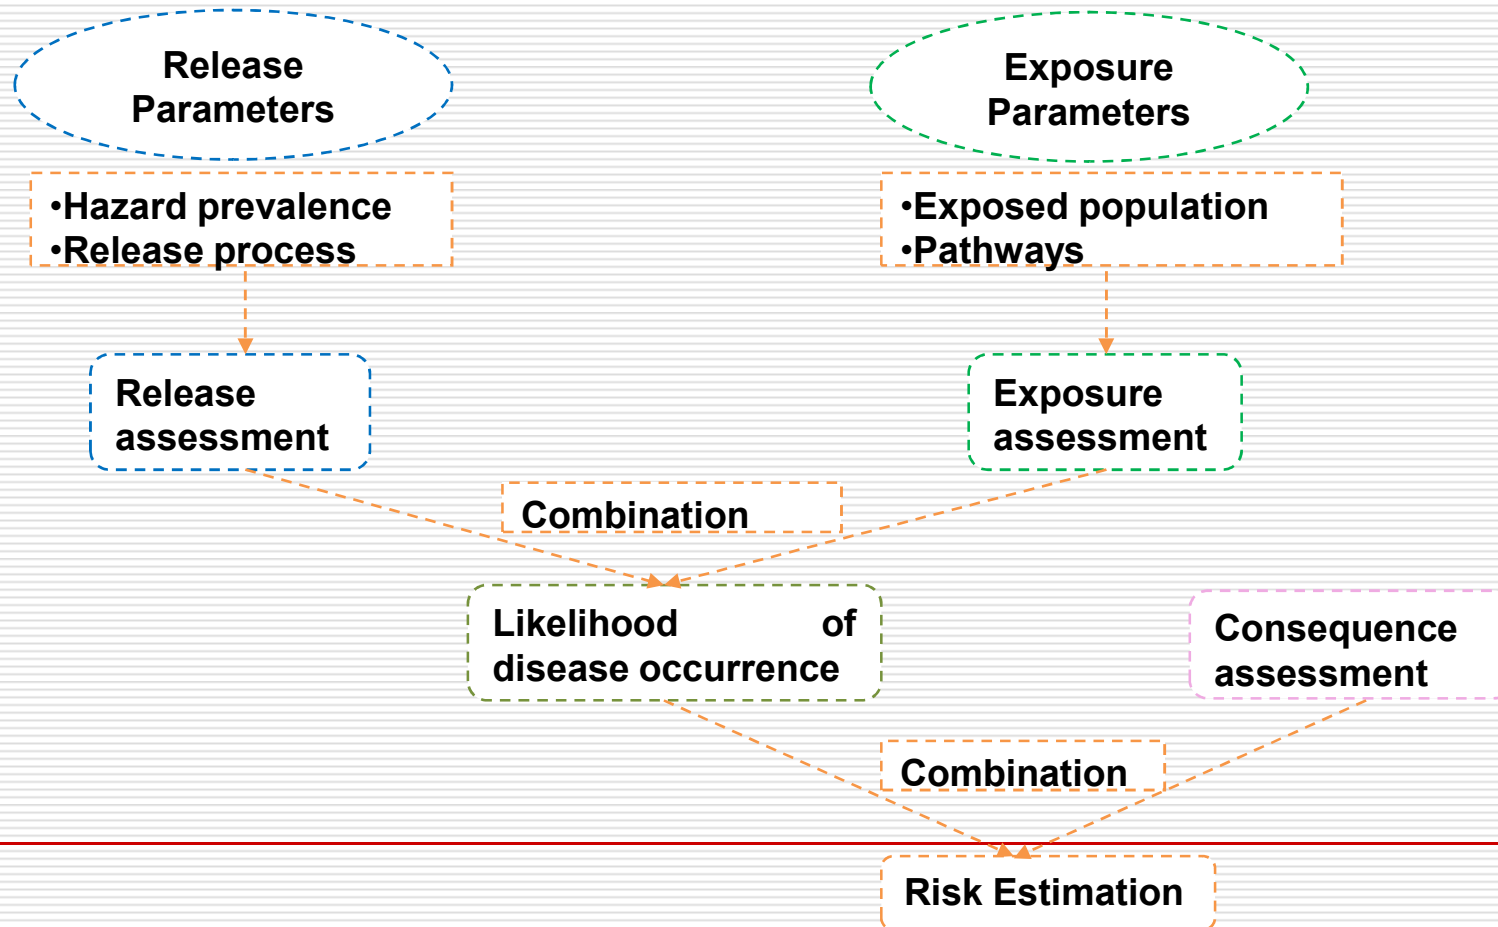 Release
Parameters
Exposure
Parameters
•Hazard prevalence
•Release process
•Exposed population
•Pathways
Release
assessment
Exposure
assessment
Combination
Likelihood of
disease occurrence
Consequence
assessment
Combination
Risk Estimation